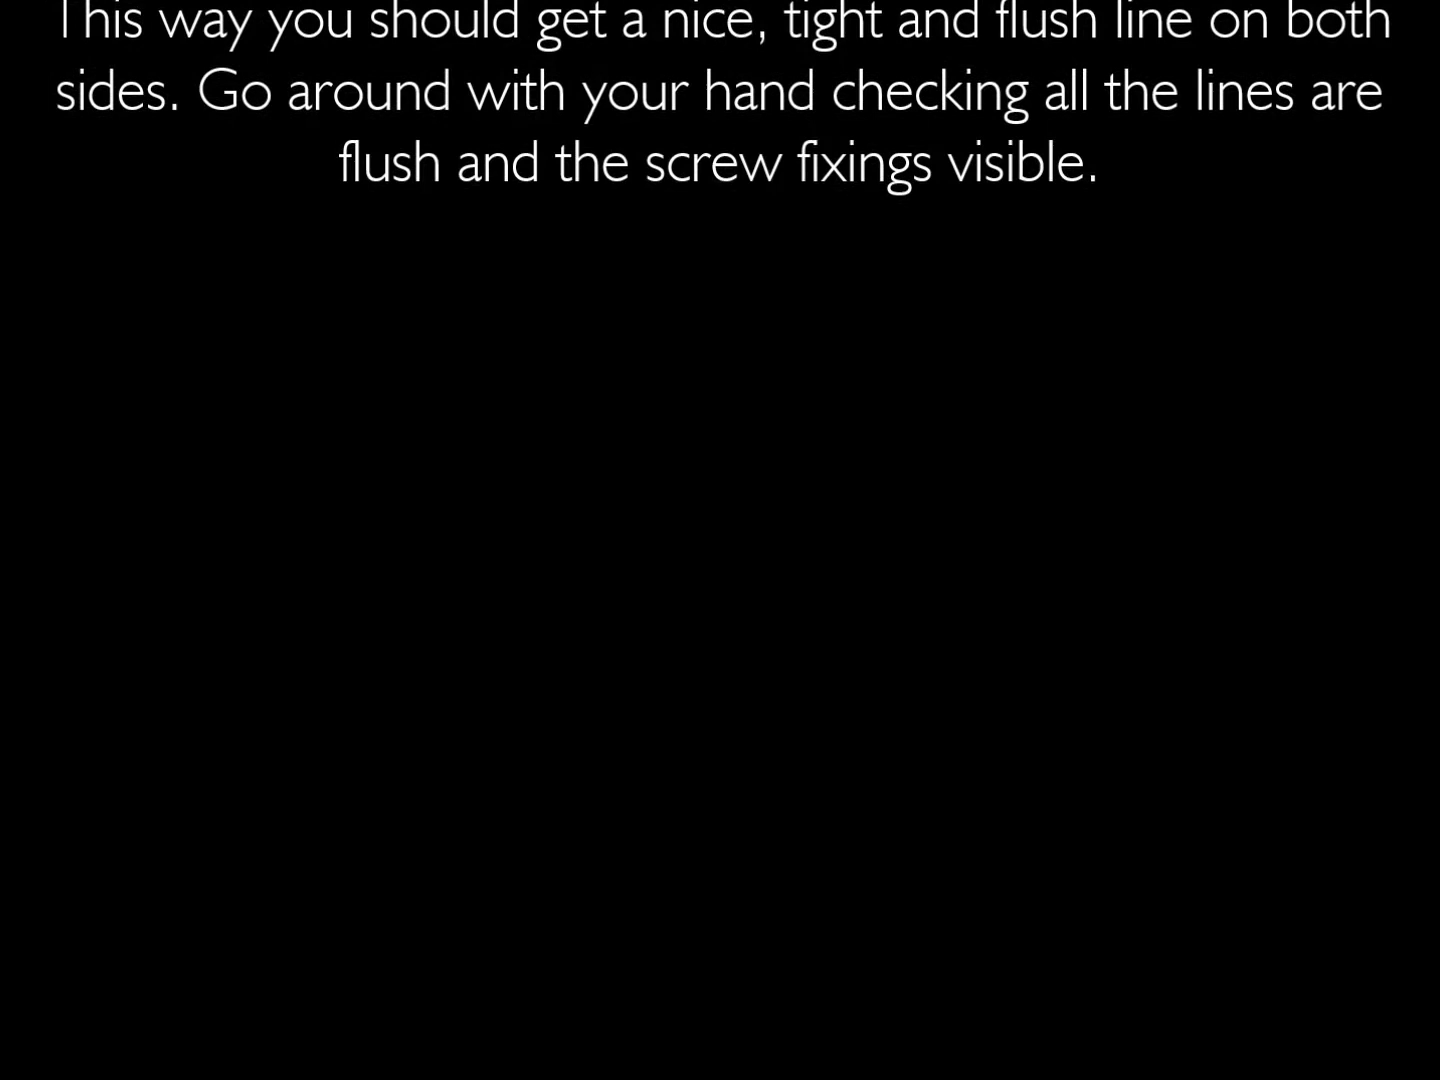 This way you should get a nice, tight and flush line on both
sides. Go around with your hand checking all the lines are
flush and the screw fixings visible.